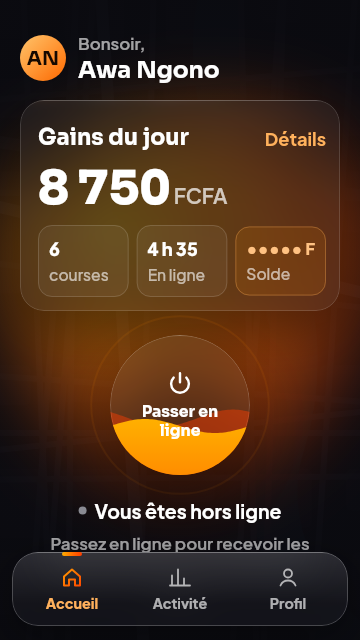 AN
Bonsoir,
Awa Ngono
Gains du jour
Détails
8 750 FCFA
6
courses
4 h 35
En ligne
●●●●● F
Solde
Passer en
ligne
Vous êtes hors ligne
Passez en ligne pour recevoir les
Accueil
Activité
Profil